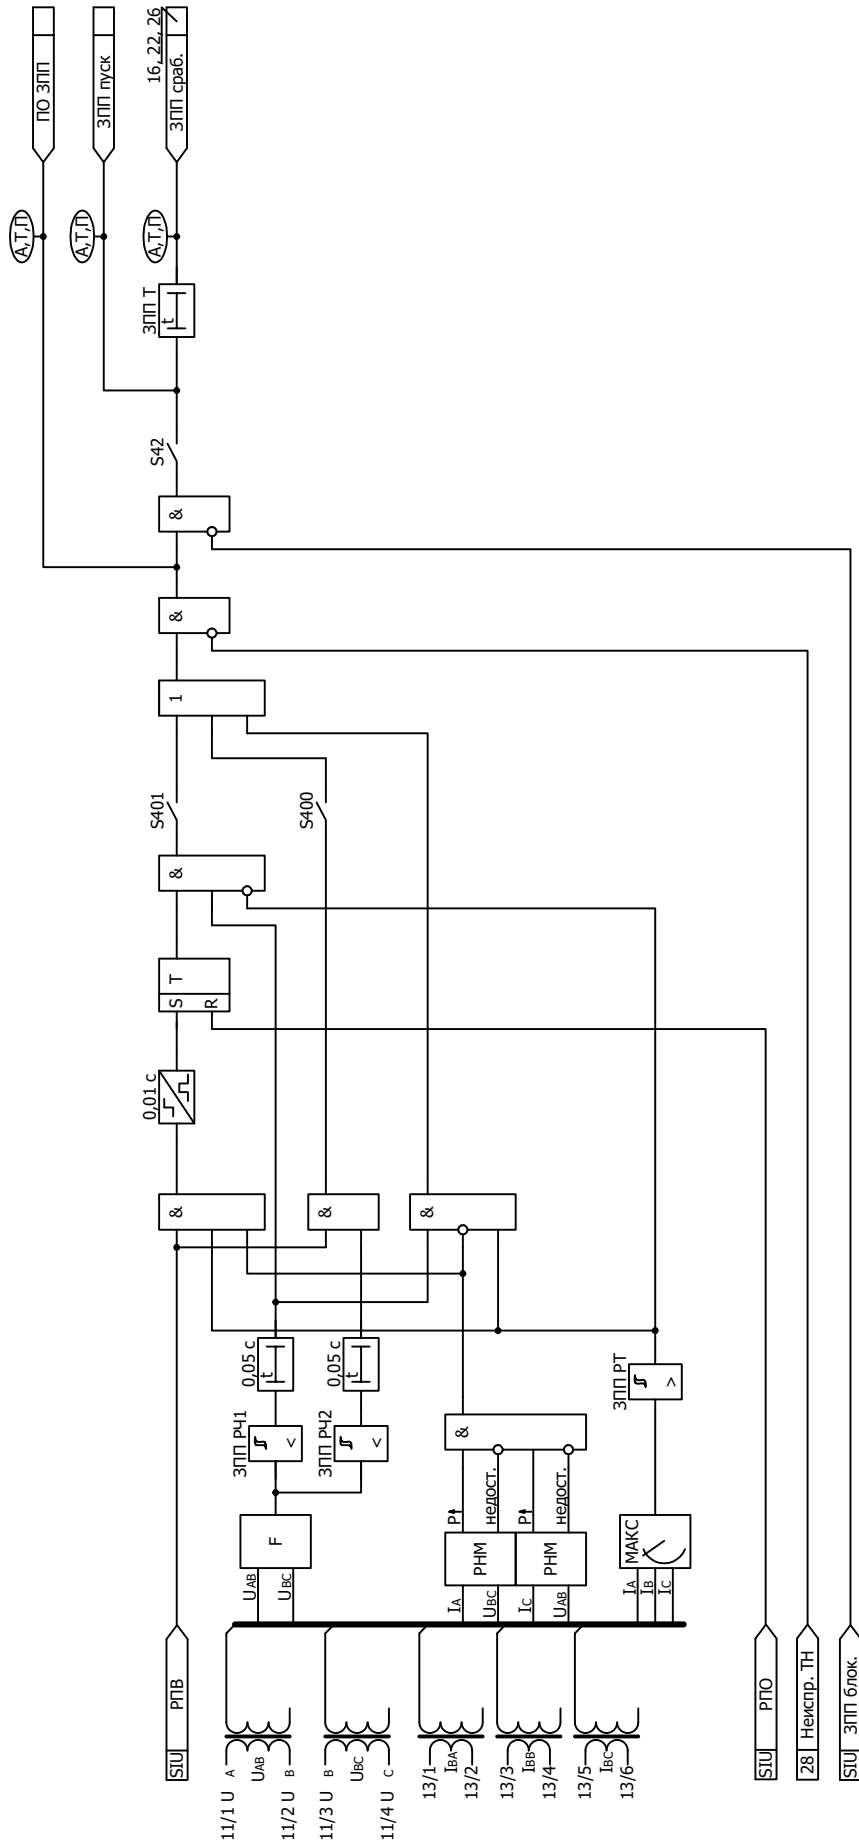 ПО ЗПП
ЗПП пуск
16, 22, 26
ЗПП сраб.
А,Т,П
А,Т,П
А,Т,П
ЗПП Т
t
S42
&
&
1
S401
S400
&
T
S
R
0,01 с
&
&
&
0,05 с
t
0,05 с
t
ЗПП РЧ1
<
ЗПП РЧ2
<
ЗПП РТ
>
&
P
недост.
P
недост.
F
РНМ
РНМ
МАКС
UAB
UBC
IA
UBC
IC
UAB
IA
IB
IC
SIU РПВ
SIU РПО
28 Неиспр. ТН
SIU ЗПП блок.
11/1 U A
UAB
11/2 U B
11/3 U B
UBC
11/4 U C
13/1
IBA
13/2
13/3
IBB
13/4
13/5
IBC
13/6